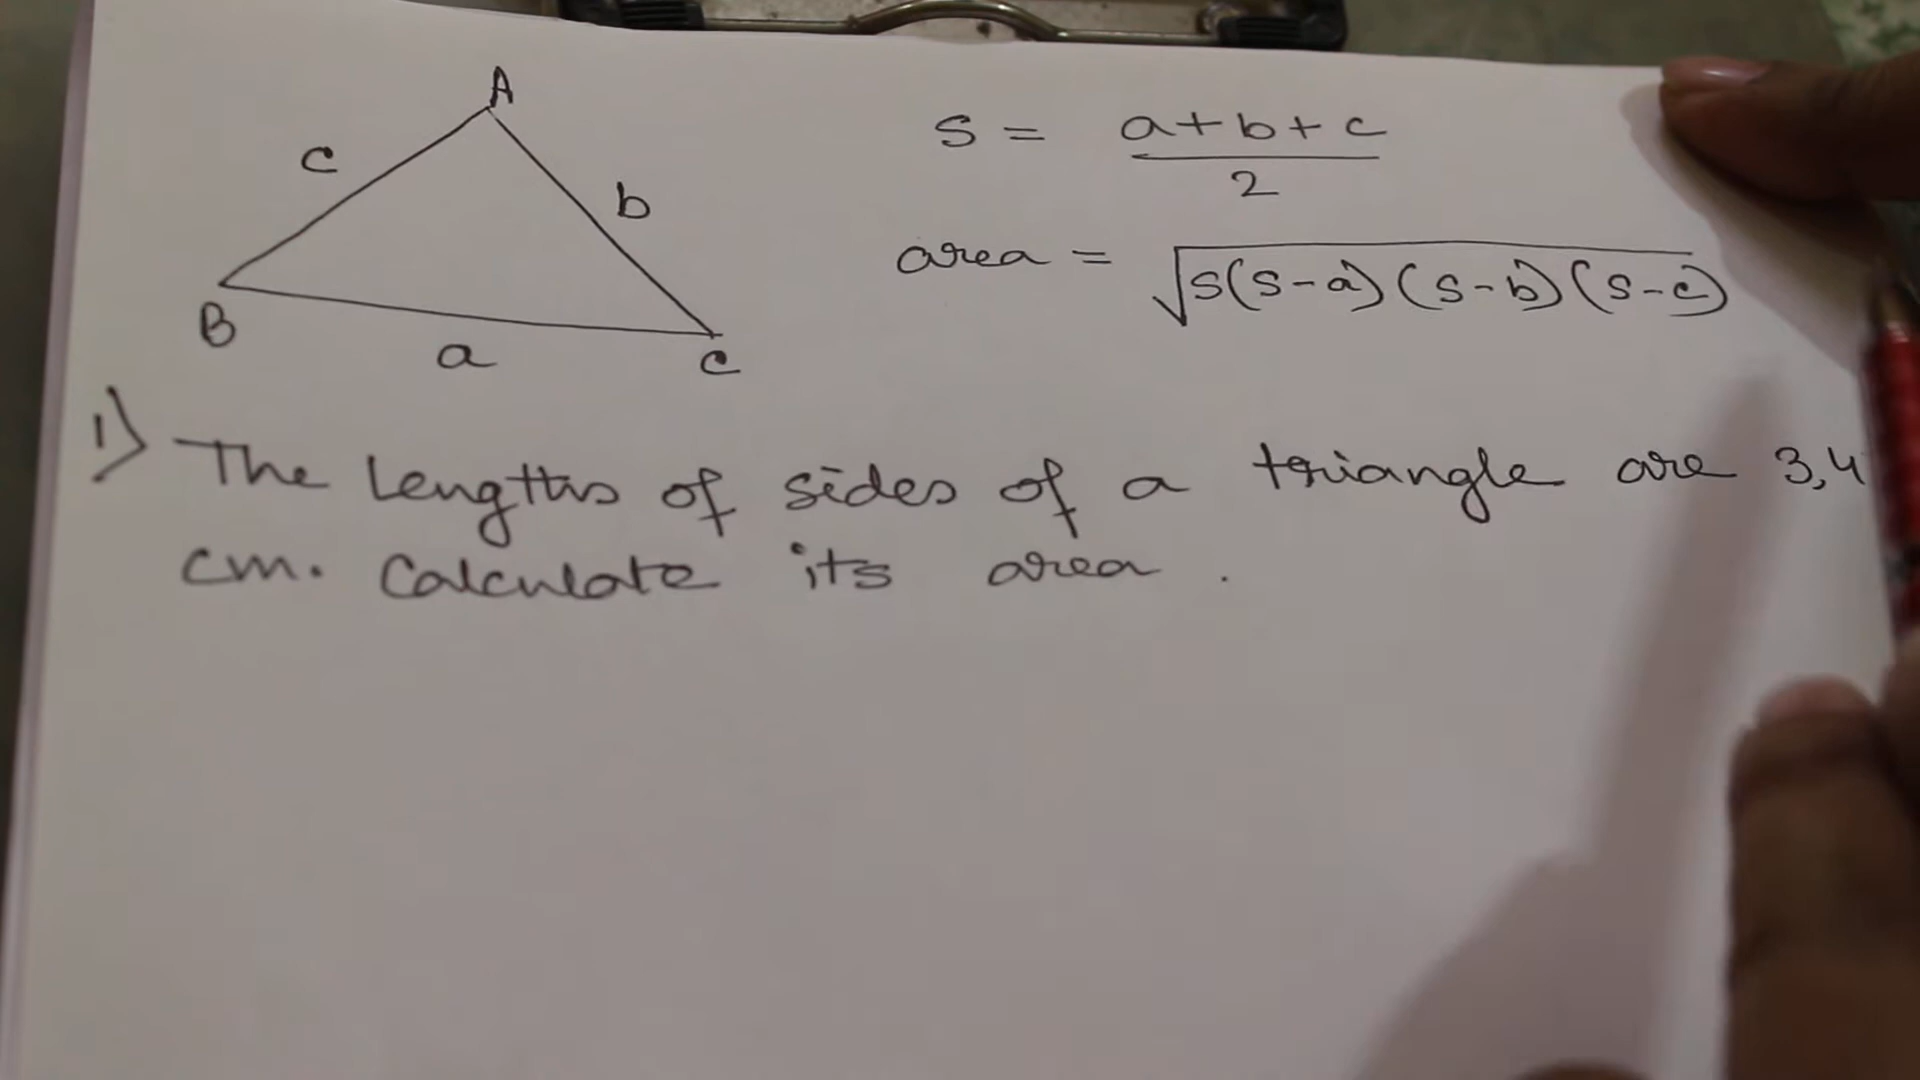 A
c
b
B
a
C
S = a+b+c
2
area = √S(S-a)(S-b)(S-c)
1) The Lengths of sides of a triangle are 3,4
cm. Calculate its area.